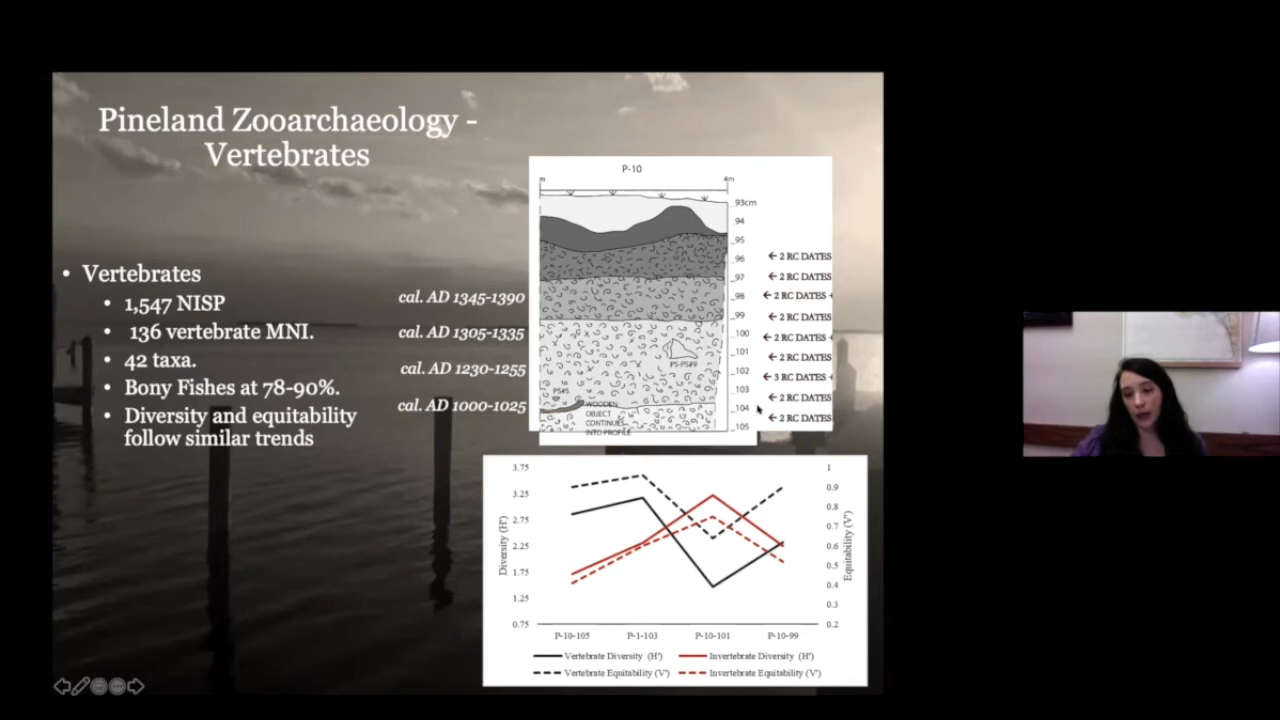 Pineland Zooarchaeology -
Vertebrates
• Vertebrates
• 1,547 NISP
• 136 vertebrate MNI.
• 42 taxa.
• Bony Fishes at 78-90%.
• Diversity and equitability
follow similar trends
cal. AD 1345-1390
cal. AD 1305-1335
cal. AD 1230-1255
cal. AD 1000-1025
P-10
m 4m
93cm
94
95
96
97
98
99
100
101
102
103
104
105
PS-PS#9
PS#5
WOODEN
OBJECT
CONTINUES
INTO PROFILE
← 2 RC DATES
← 2 RC DATES
← 2 RC DATES
← 2 RC DATES
← 2 RC DATES
← 2 RC DATES
← 3 RC DATES
← 2 RC DATES
← 2 RC DATES
3.75
3.25
2.75
2.25
1.75
1.25
0.75
Diversity (H')
1
0.9
0.8
0.7
0.6
0.5
0.4
0.3
0.2
Equitability (V')
P-10-105 P-1-103 P-10-101 P-10-99
Vertebrate Diversity (H') Invertebrate Diversity (H')
Vertebrate Equitability (V') Invertebrate Equitability (V')